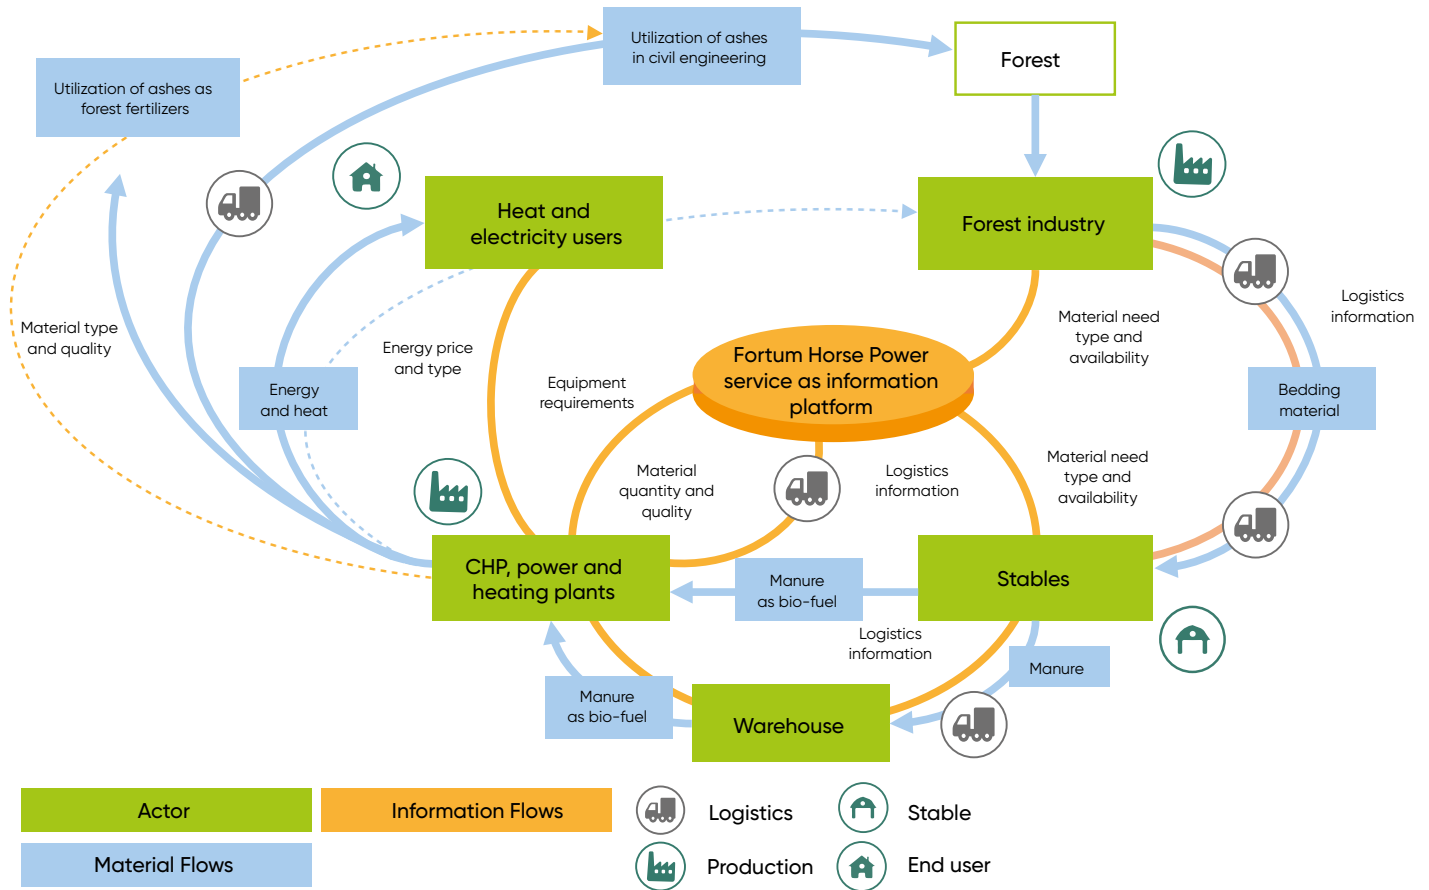 Utilization of ashes
in civil engineering
Forest
Utilization of ashes as
forest fertilizers
Heat and
electricity users
Forest industry
Logistics
information
Material type
and quality
Energy price
and type
Material need
type and
availability
Fortum Horse Power
service as information
platform
Equipment
requirements
Energy
and heat
Bedding
material
Material
quantity and
quality
Logistics
information
Material need
type and
availability
CHP, power and
heating plants
Manure
as bio-fuel
Stables
Logistics
information
Manure
Manure
as bio-fuel
Warehouse
Actor
Information Flows
Logistics
Stable
Material Flows
Production
End user